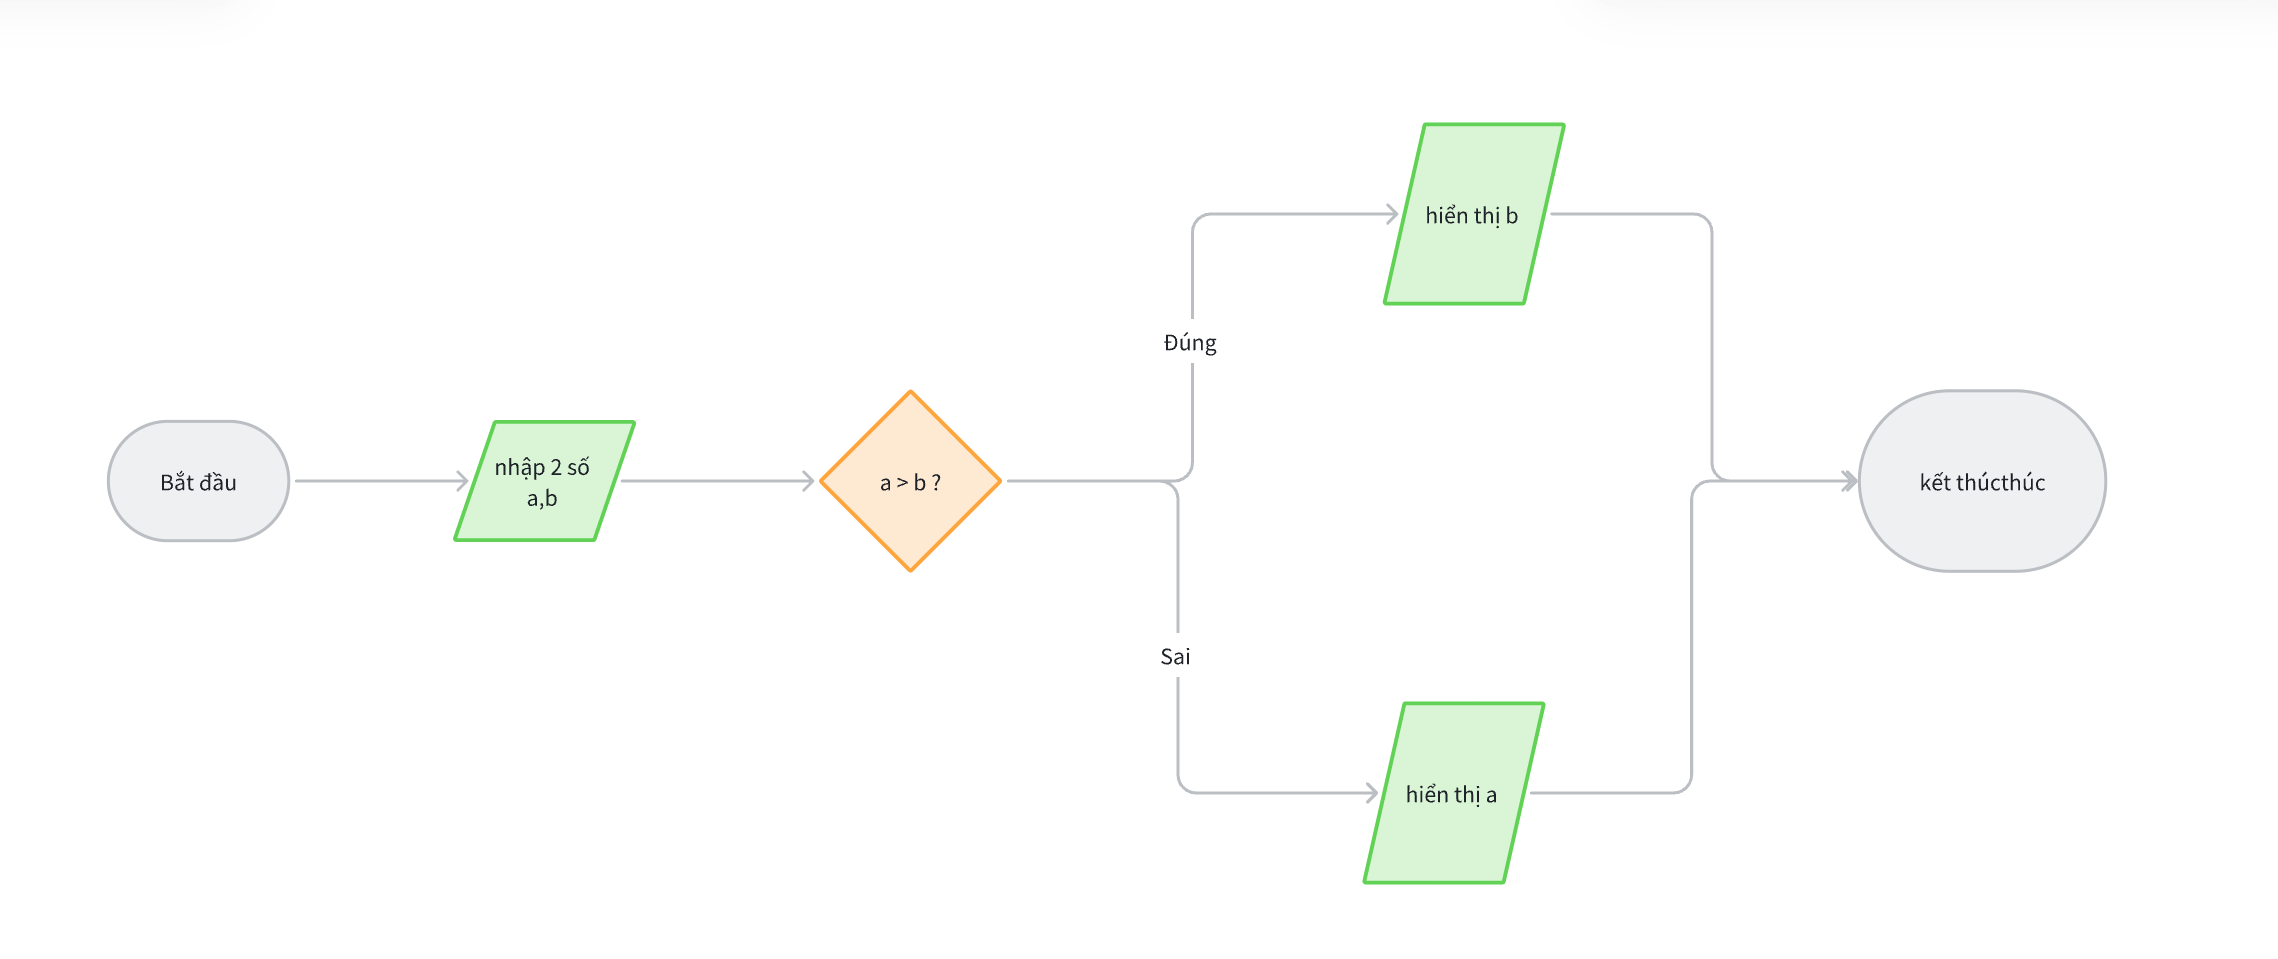 Bắt đầu
nhập 2 số
a,b
a > b ?
Đúng
hiển thị b
Sai
hiển thị a
kết thúcthúc